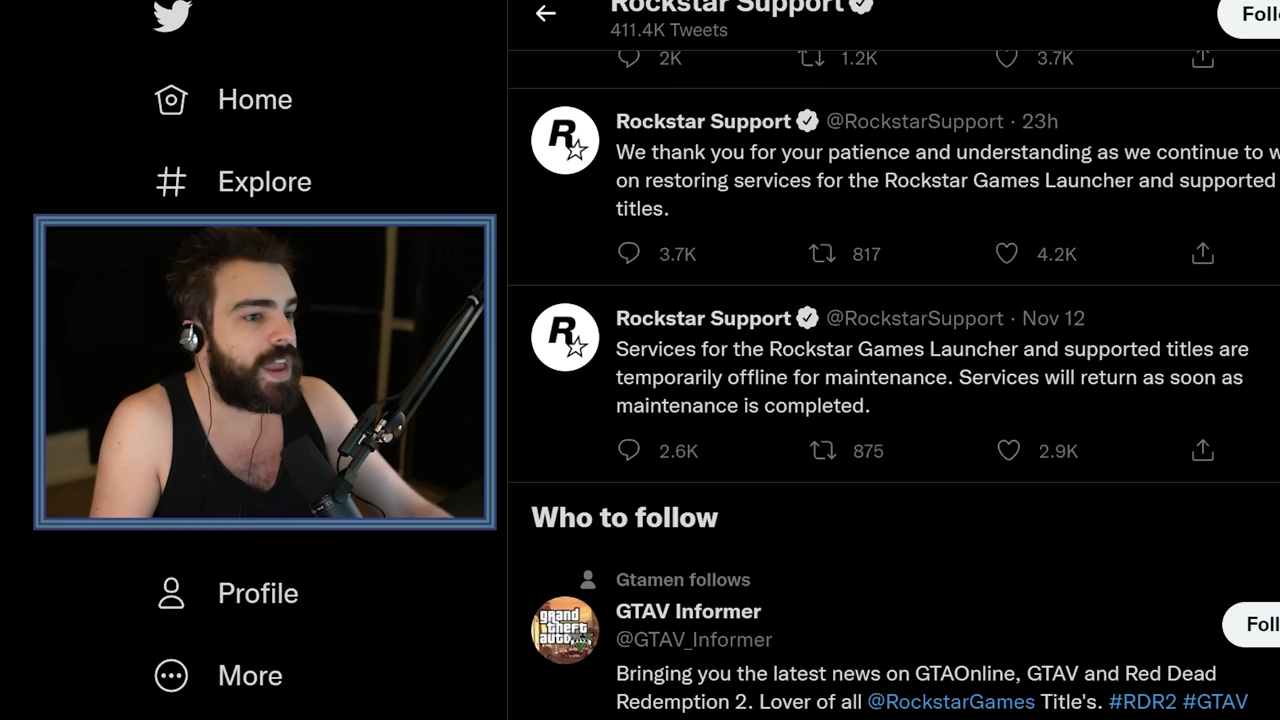 Home
Explore
Profile
More
Rockstar Support
411.4K Tweets
2K 1.2K 3.7K
Rockstar Support @RockstarSupport · 23h
We thank you for your patience and understanding as we continue to w
on restoring services for the Rockstar Games Launcher and supported
titles.
3.7K 817 4.2K
Rockstar Support @RockstarSupport · Nov 12
Services for the Rockstar Games Launcher and supported titles are
temporarily offline for maintenance. Services will return as soon as
maintenance is completed.
2.6K 875 2.9K
Who to follow
Gtamen follows
GTAV Informer
@GTAV_Informer
Bringing you the latest news on GTAOnline, GTAV and Red Dead
Redemption 2. Lover of all @RockstarGames Title's. #RDR2 #GTAV
Foll
Foll
R
R
grand
theft
auto